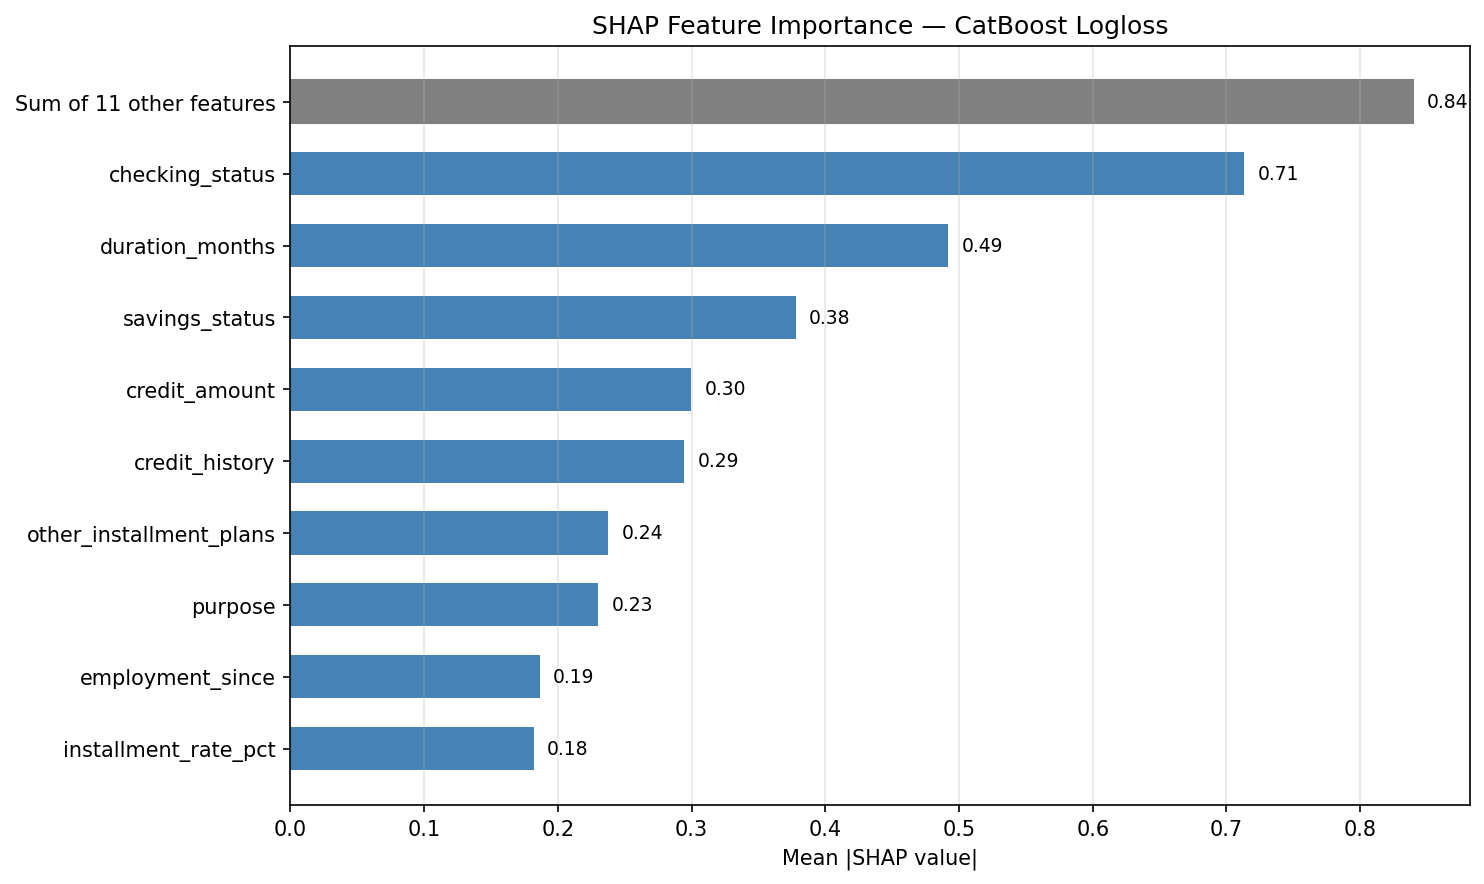 SHAP Feature Importance — CatBoost Logloss
Sum of 11 other features 0.84
checking_status 0.71
duration_months 0.49
savings_status 0.38
credit_amount 0.30
credit_history 0.29
other_installment_plans 0.24
purpose 0.23
employment_since 0.19
installment_rate_pct 0.18
0.0 0.1 0.2 0.3 0.4 0.5 0.6 0.7 0.8
Mean |SHAP value|